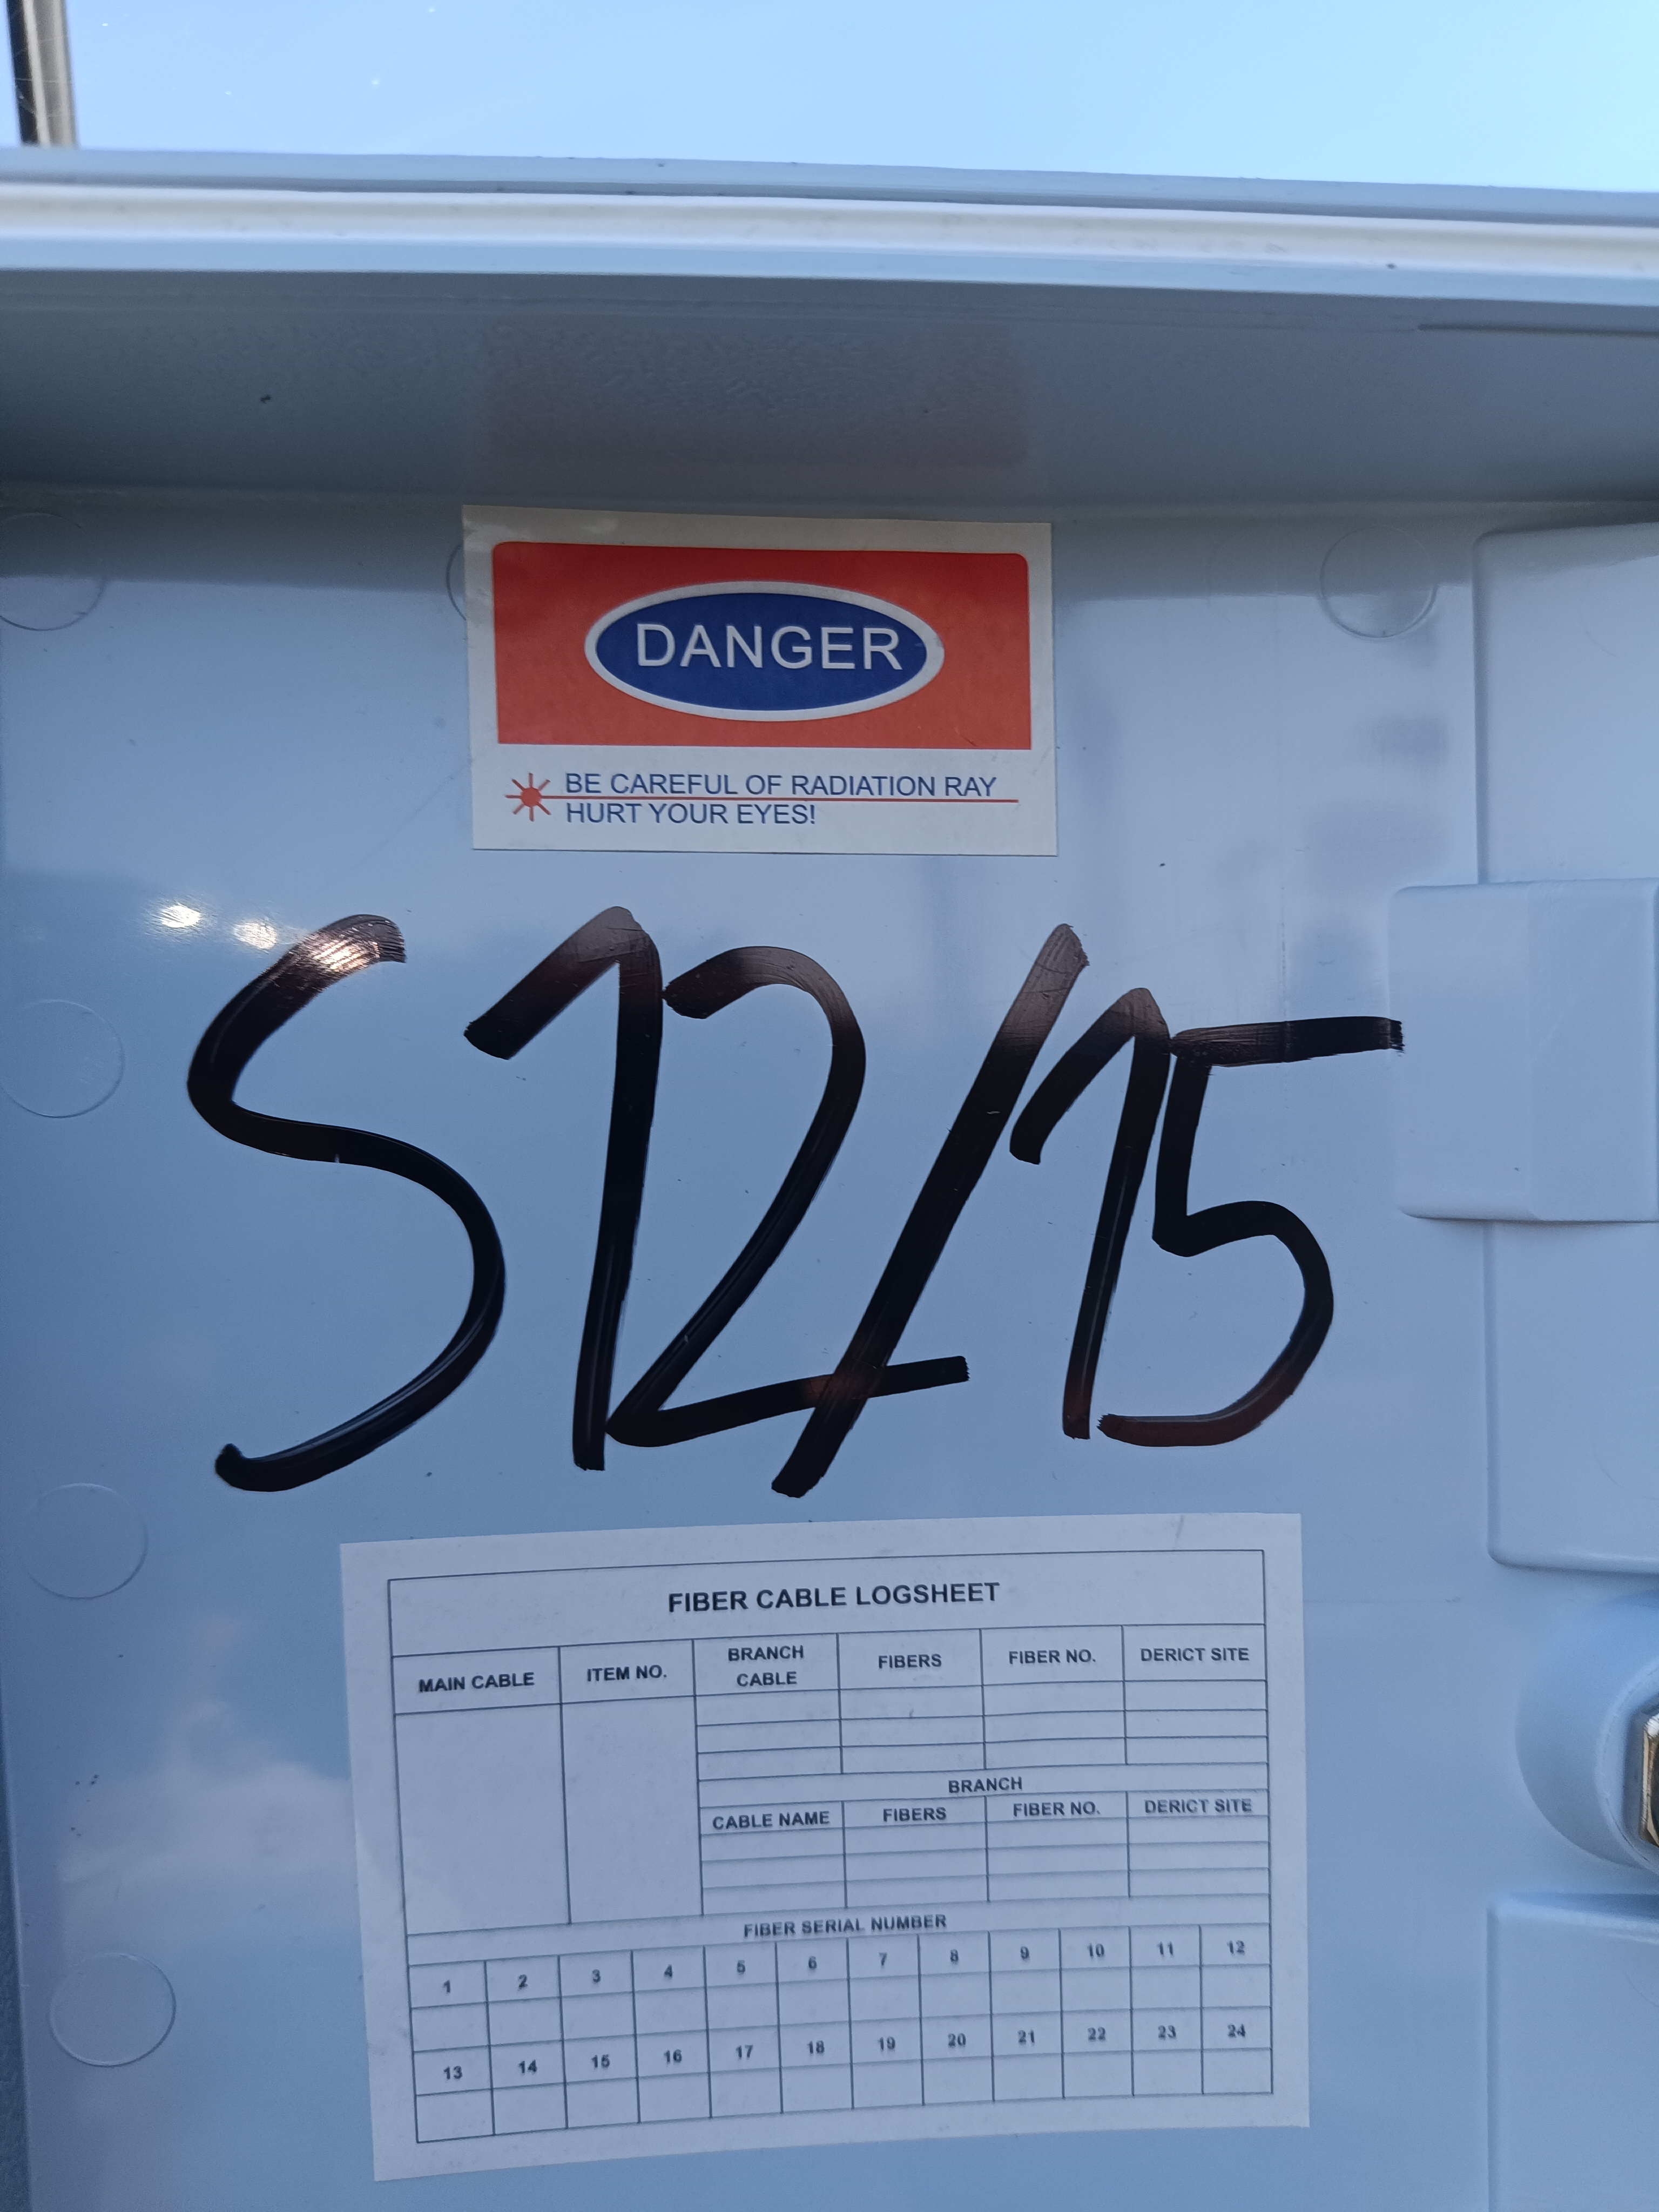 DANGER
BE CAREFUL OF RADIATION RAY
HURT YOUR EYES!
S12/15
FIBER CABLE LOGSHEET
MAIN CABLE ITEM NO. BRANCH CABLE FIBERS FIBER NO. DERICT SITE
BRANCH
CABLE NAME FIBERS FIBER NO. DERICT SITE
FIBER SERIAL NUMBER
1 2 3 4 5 6 7 8 9 10 11 12
13 14 15 16 17 18 19 20 21 22 23 24